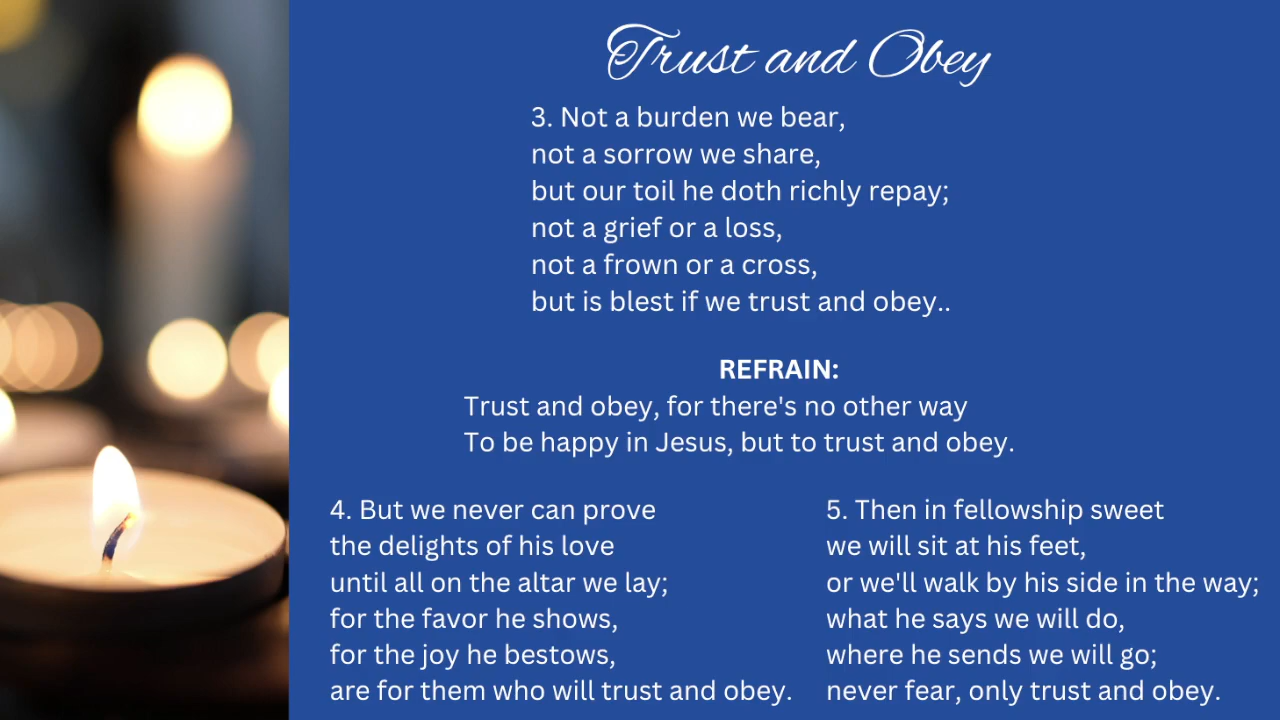 Trust and Obey
3. Not a burden we bear,
not a sorrow we share,
but our toil he doth richly repay;
not a grief or a loss,
not a frown or a cross,
but is blest if we trust and obey..
REFRAIN:
Trust and obey, for there's no other way
To be happy in Jesus, but to trust and obey.
4. But we never can prove
the delights of his love
until all on the altar we lay;
for the favor he shows,
for the joy he bestows,
are for them who will trust and obey.
5. Then in fellowship sweet
we will sit at his feet,
or we'll walk by his side in the way;
what he says we will do,
where he sends we will go;
never fear, only trust and obey.